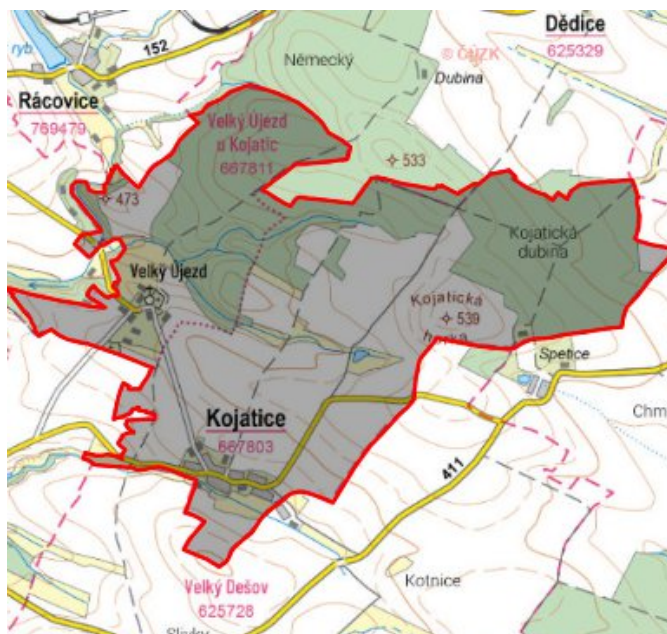 Dědice
625329
152
ryb
© ČÚZK
Německý
Dubina
Rácovice
769479
Velký Újezd
u Kojatic
667811
533
473
Kojatická
dubina
Velký Újezd
Kojatická
539
Spetice
Kojatice
667803
Chm
411
Velký Dešov
625728
Kotnice